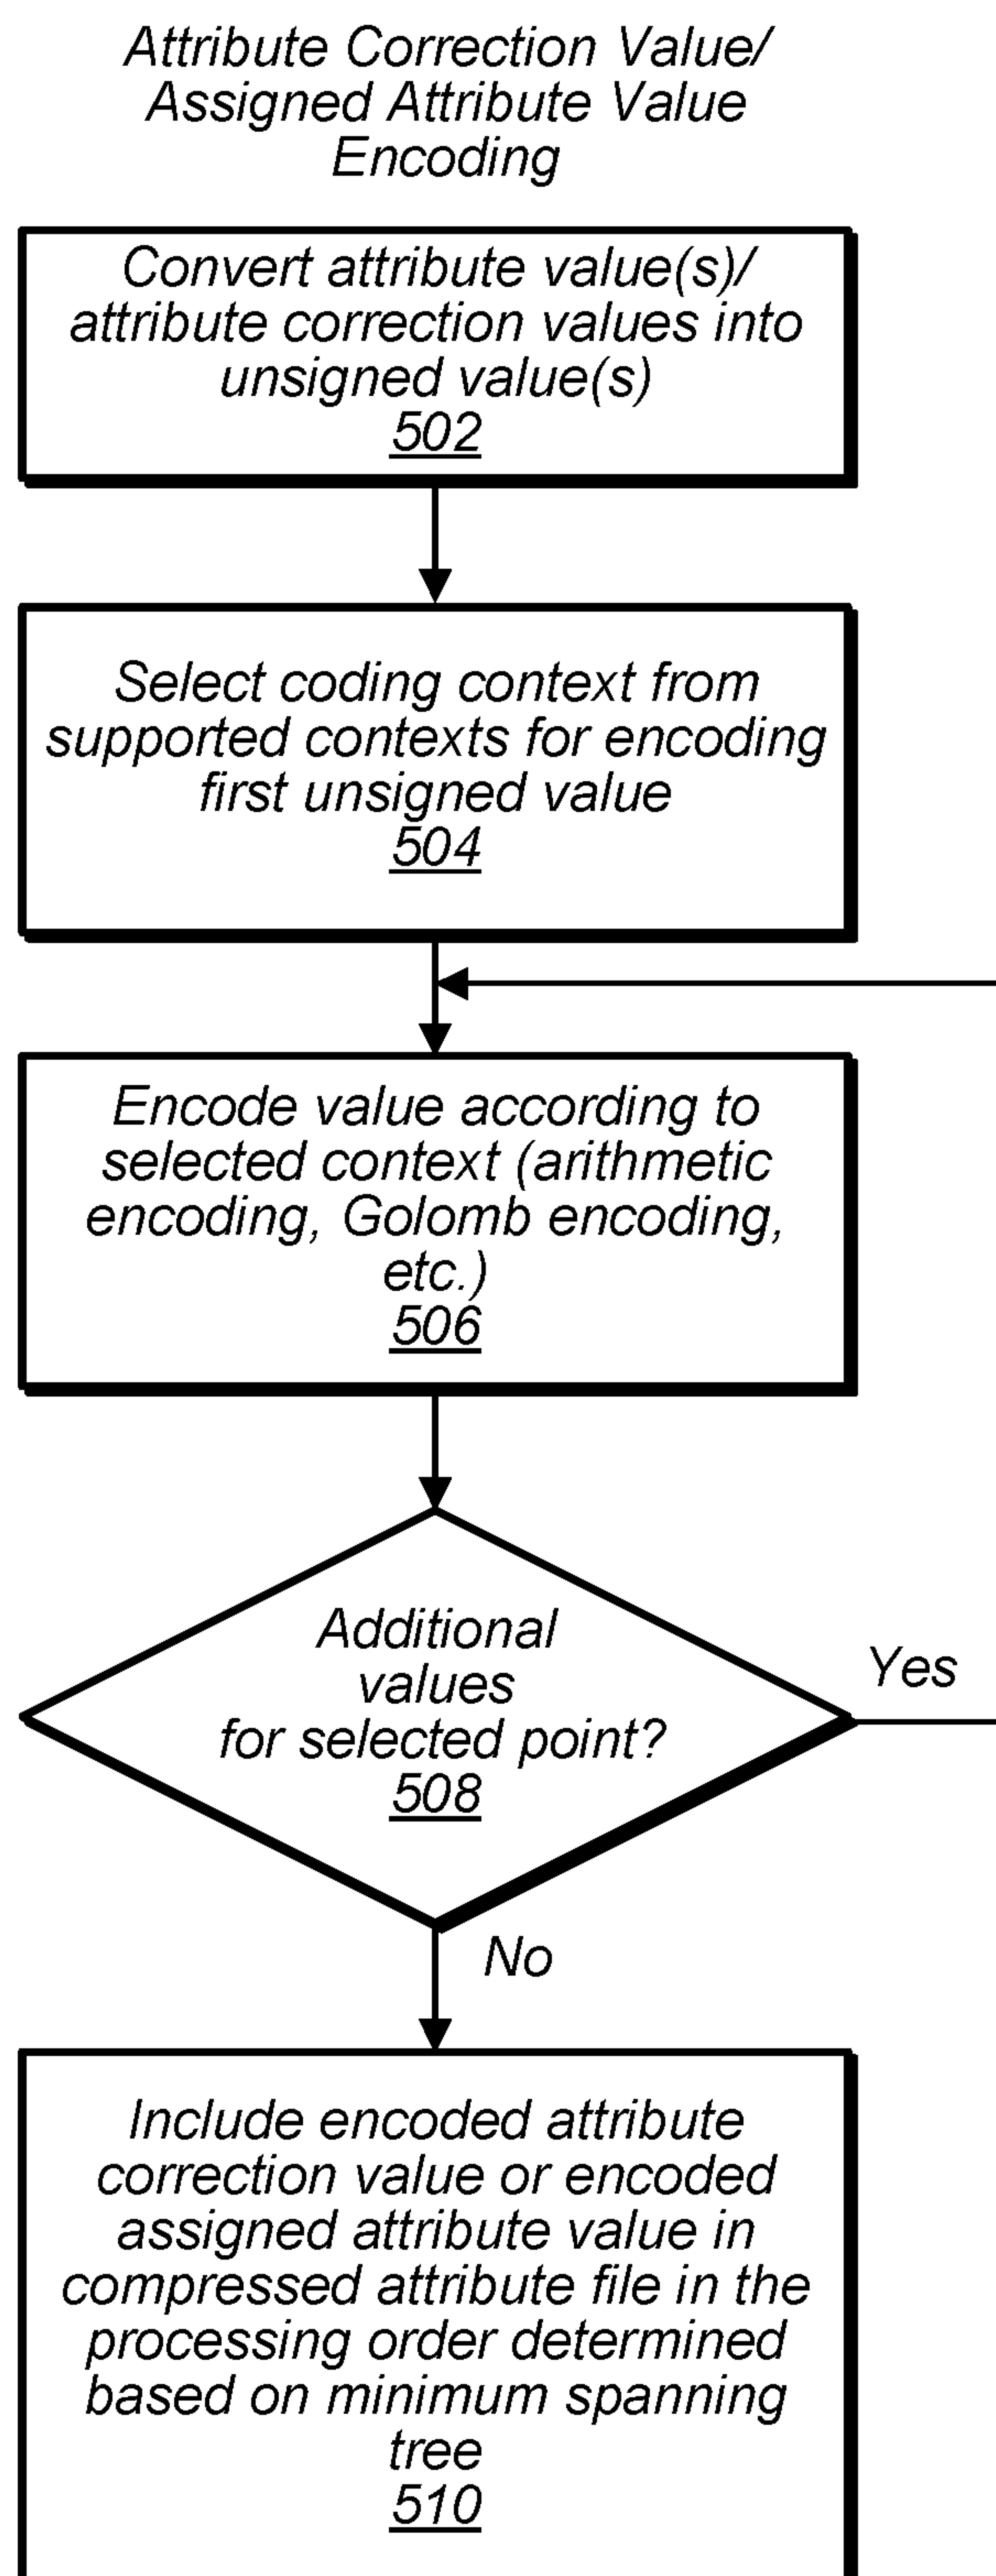 Attribute Correction Value/
Assigned Attribute Value
Encoding
Convert attribute value(s)/
attribute correction values into
unsigned value(s)
502
Select coding context from
supported contexts for encoding
first unsigned value
504
Encode value according to
selected context (arithmetic
encoding, Golomb encoding,
etc.)
506
Additional
values
for selected point?
508
Yes
No
Include encoded attribute
correction value or encoded
assigned attribute value in
compressed attribute file in the
processing order determined
based on minimum spanning
tree
510